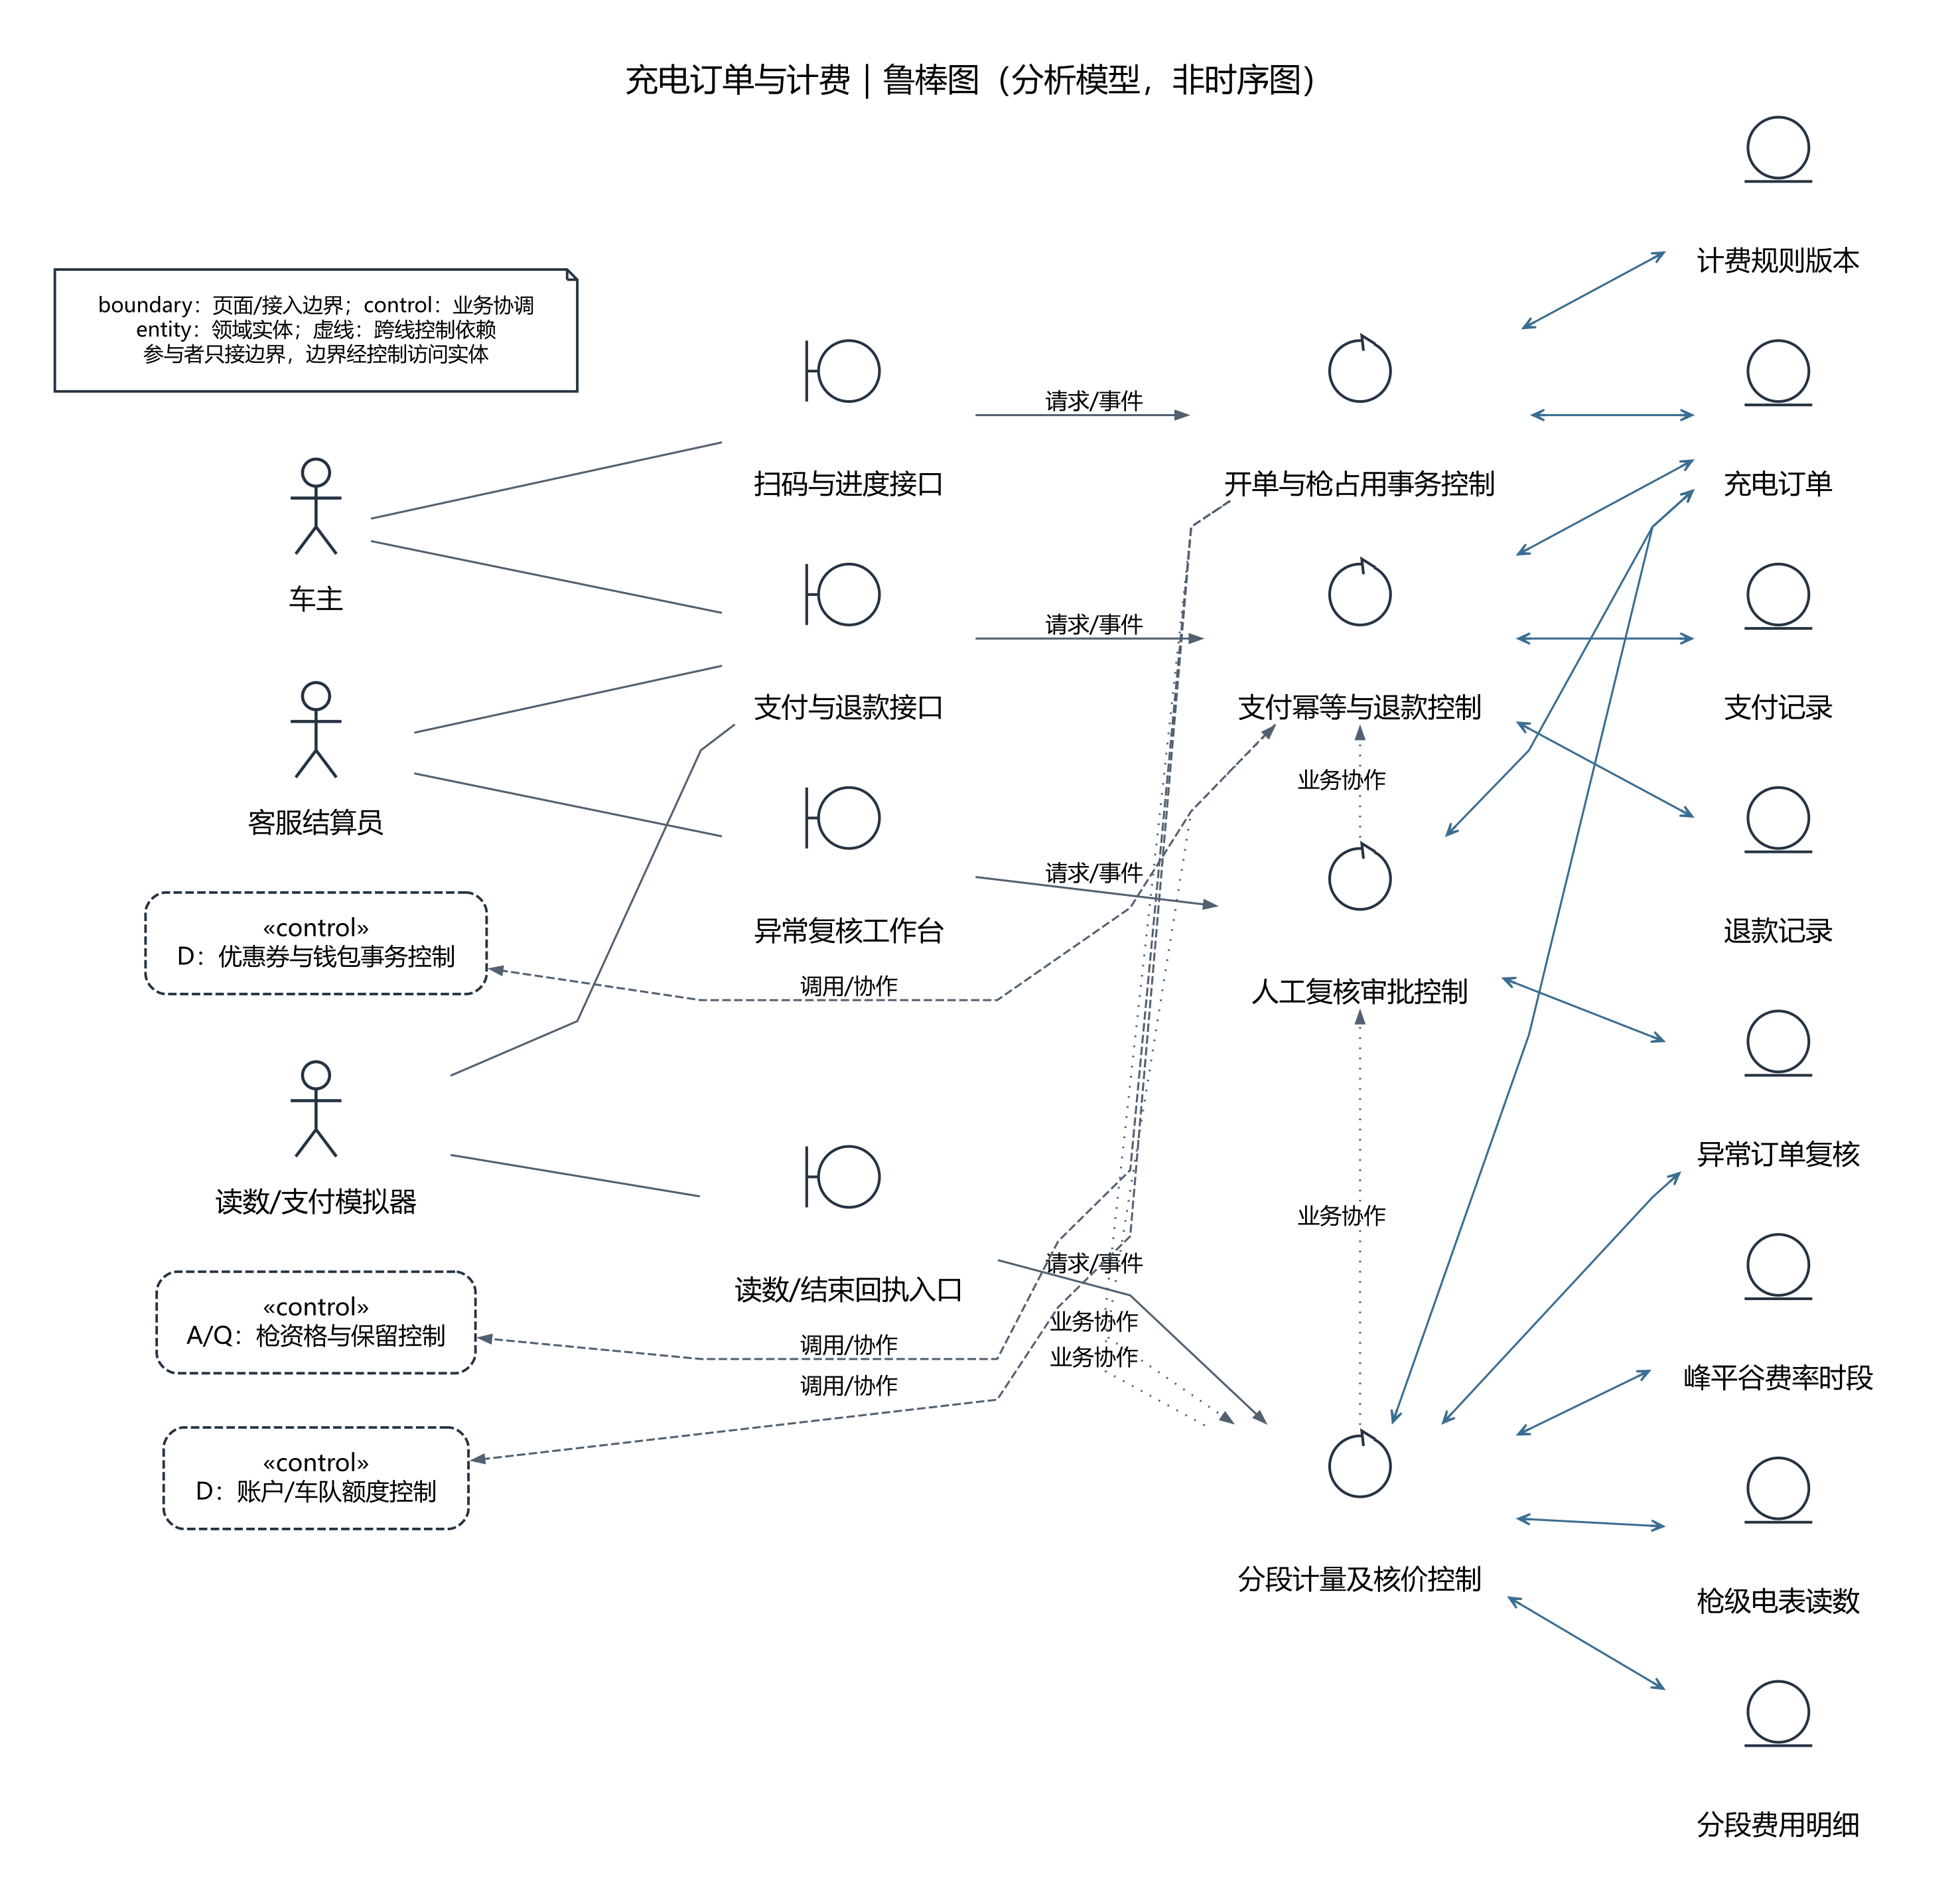 充电订单与计费 | 鲁棒图（分析模型，非时序图）
boundary：页面/接入边界；control：业务协调
entity：领域实体；虚线：跨线控制依赖
参与者只接边界，边界经控制访问实体
计费规则版本
请求/事件
扫码与进度接口
开单与枪占用事务控制
充电订单
车主
请求/事件
支付与退款接口
支付幂等与退款控制
支付记录
业务协作
客服结算员
请求/事件
«control»
D：优惠券与钱包事务控制
异常复核工作台
退款记录
调用/协作
人工复核审批控制
异常订单复核
读数/支付模拟器
业务协作
请求/事件
读数/结束回执入口
«control»
A/Q：枪资格与保留控制
业务协作
调用/协作
业务协作
调用/协作
峰平谷费率时段
«control»
D：账户/车队额度控制
分段计量及核价控制
枪级电表读数
分段费用明细